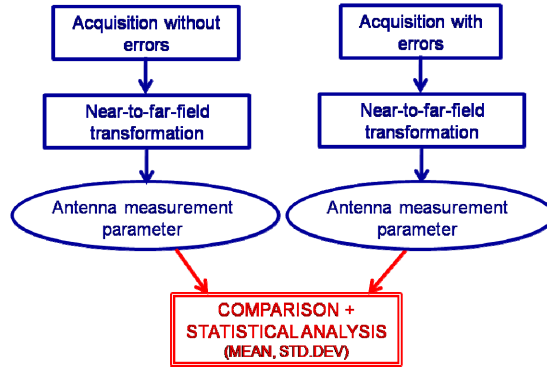 Acquisition without
errors
Acquisition with
errors
Near-to-far-field
transformation
Near-to-far-field
transformation
Antenna measurement
parameter
Antenna measurement
parameter
COMPARISON +
STATISTICAL ANALYSIS
(MEAN, STD.DEV)